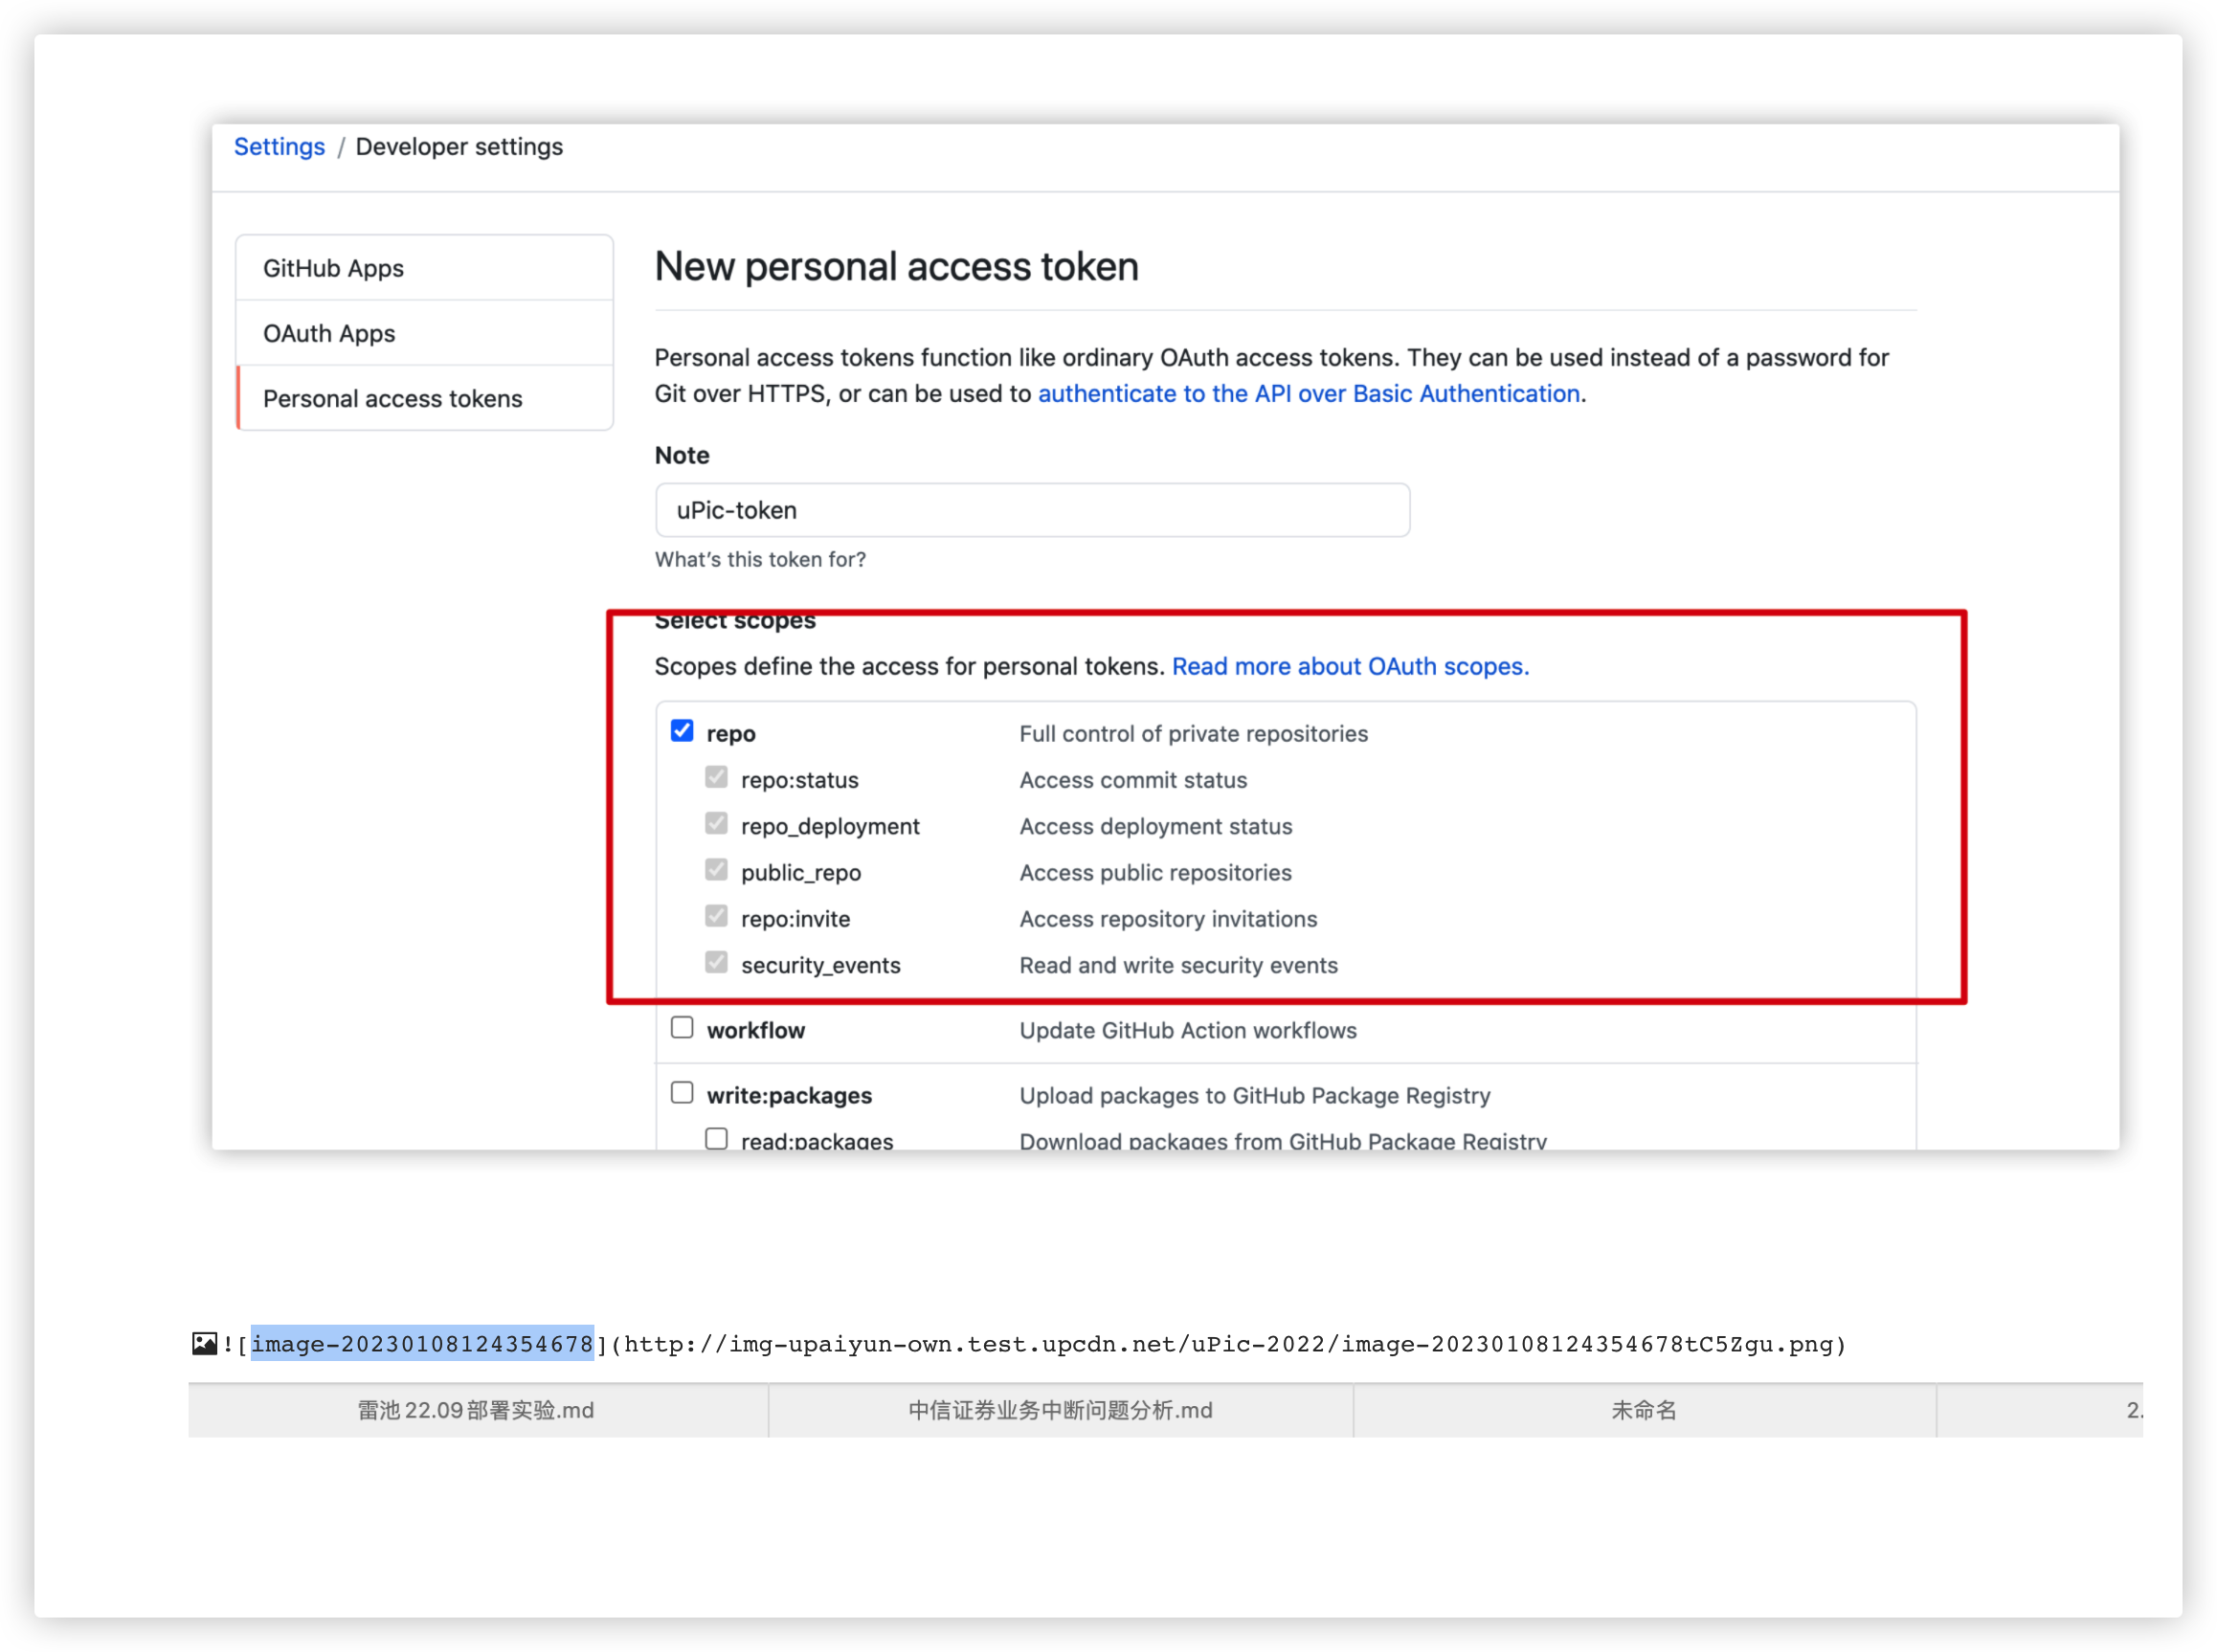 Settings / Developer settings
GitHub Apps
OAuth Apps
Personal access tokens
New personal access token
Personal access tokens function like ordinary OAuth access tokens. They can be used instead of a password for
Git over HTTPS, or can be used to authenticate to the API over Basic Authentication.
Note
uPic-token
What's this token for?
Select scopes
Scopes define the access for personal tokens. Read more about OAuth scopes.
repo Full control of private repositories
repo:status Access commit status
repo_deployment Access deployment status
public_repo Access public repositories
repo:invite Access repository invitations
security_events Read and write security events
workflow Update GitHub Action workflows
write:packages Upload packages to GitHub Package Registry
read:packages Download packages from GitHub Package Registry
![image-20230108124354678](http://img-upaiyun-own.test.upcdn.net/uPic-2022/image-20230108124354678tC5Zgu.png)
雷池22.09部署实验.md 中信证券业务中断问题分析.md 未命名 2.